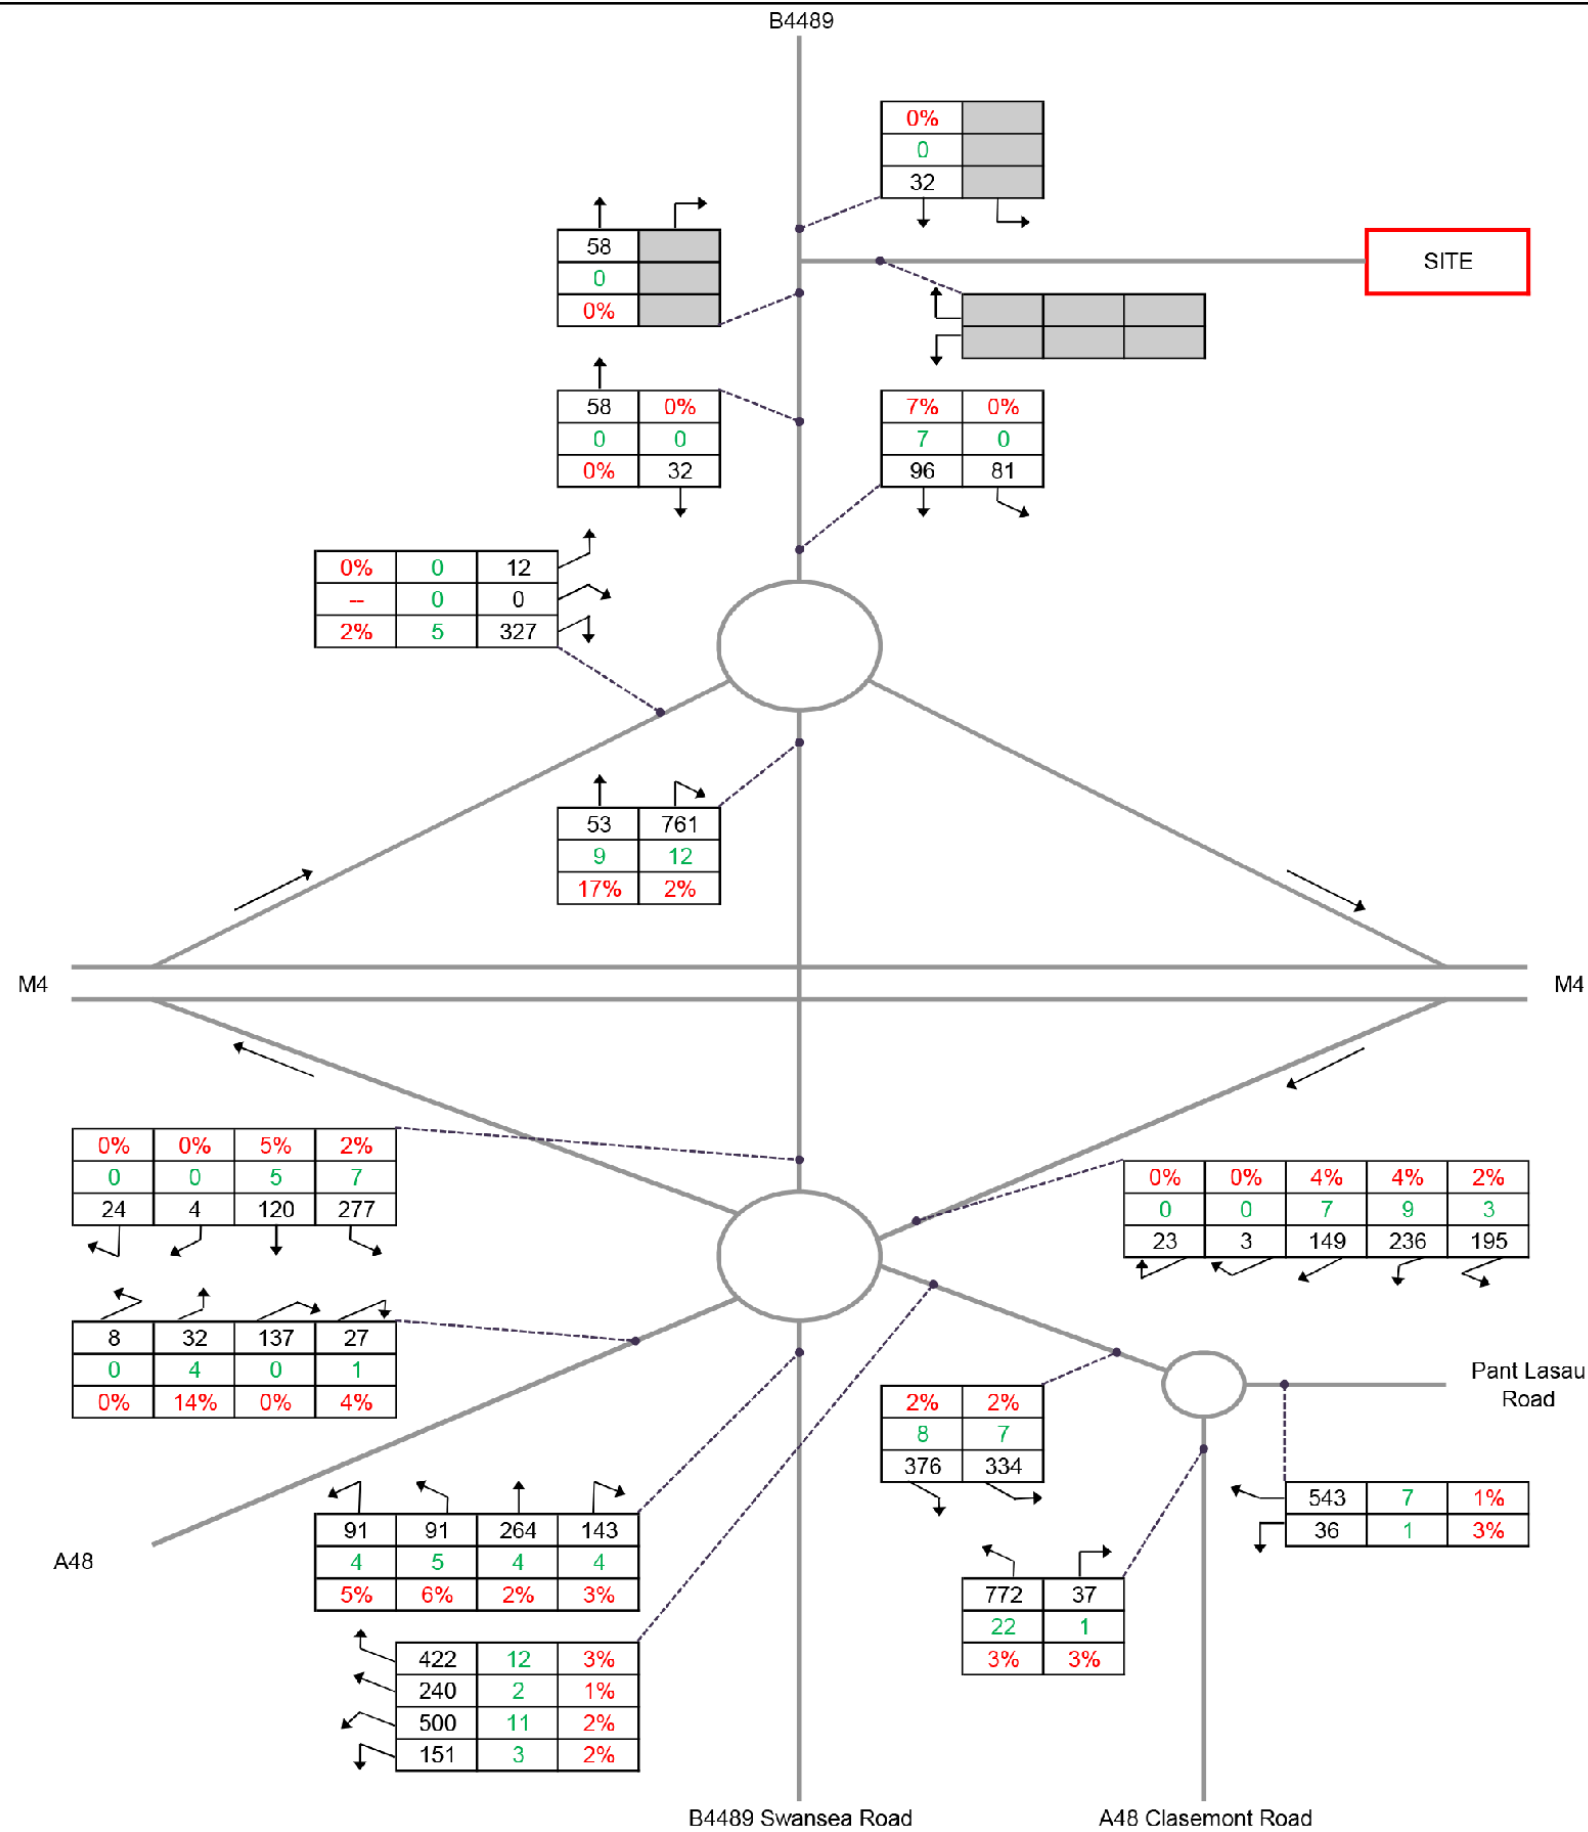 B4489
0%
0
32
58
0
0%
SITE
58 0%
0 0
0% 32
7% 0%
7 0
96 81
0% 0 12
-- 0 0
2% 5 327
53 761
9 12
17% 2%
M4
M4
0% 0% 5% 2%
0 0 5 7
24 4 120 277
0% 0% 4% 4% 2%
0 0 7 9 3
23 3 149 236 195
8 32 137 27
0 4 0 1
0% 14% 0% 4%
2% 2%
8 7
376 334
Pant Lasau
Road
543 7 1%
36 1 3%
A48
91 91 264 143
4 5 4 4
5% 6% 2% 3%
772 37
22 1
3% 3%
422 12 3%
240 2 1%
500 11 2%
151 3 2%
B4489 Swansea Road
A48 Clasemont Road